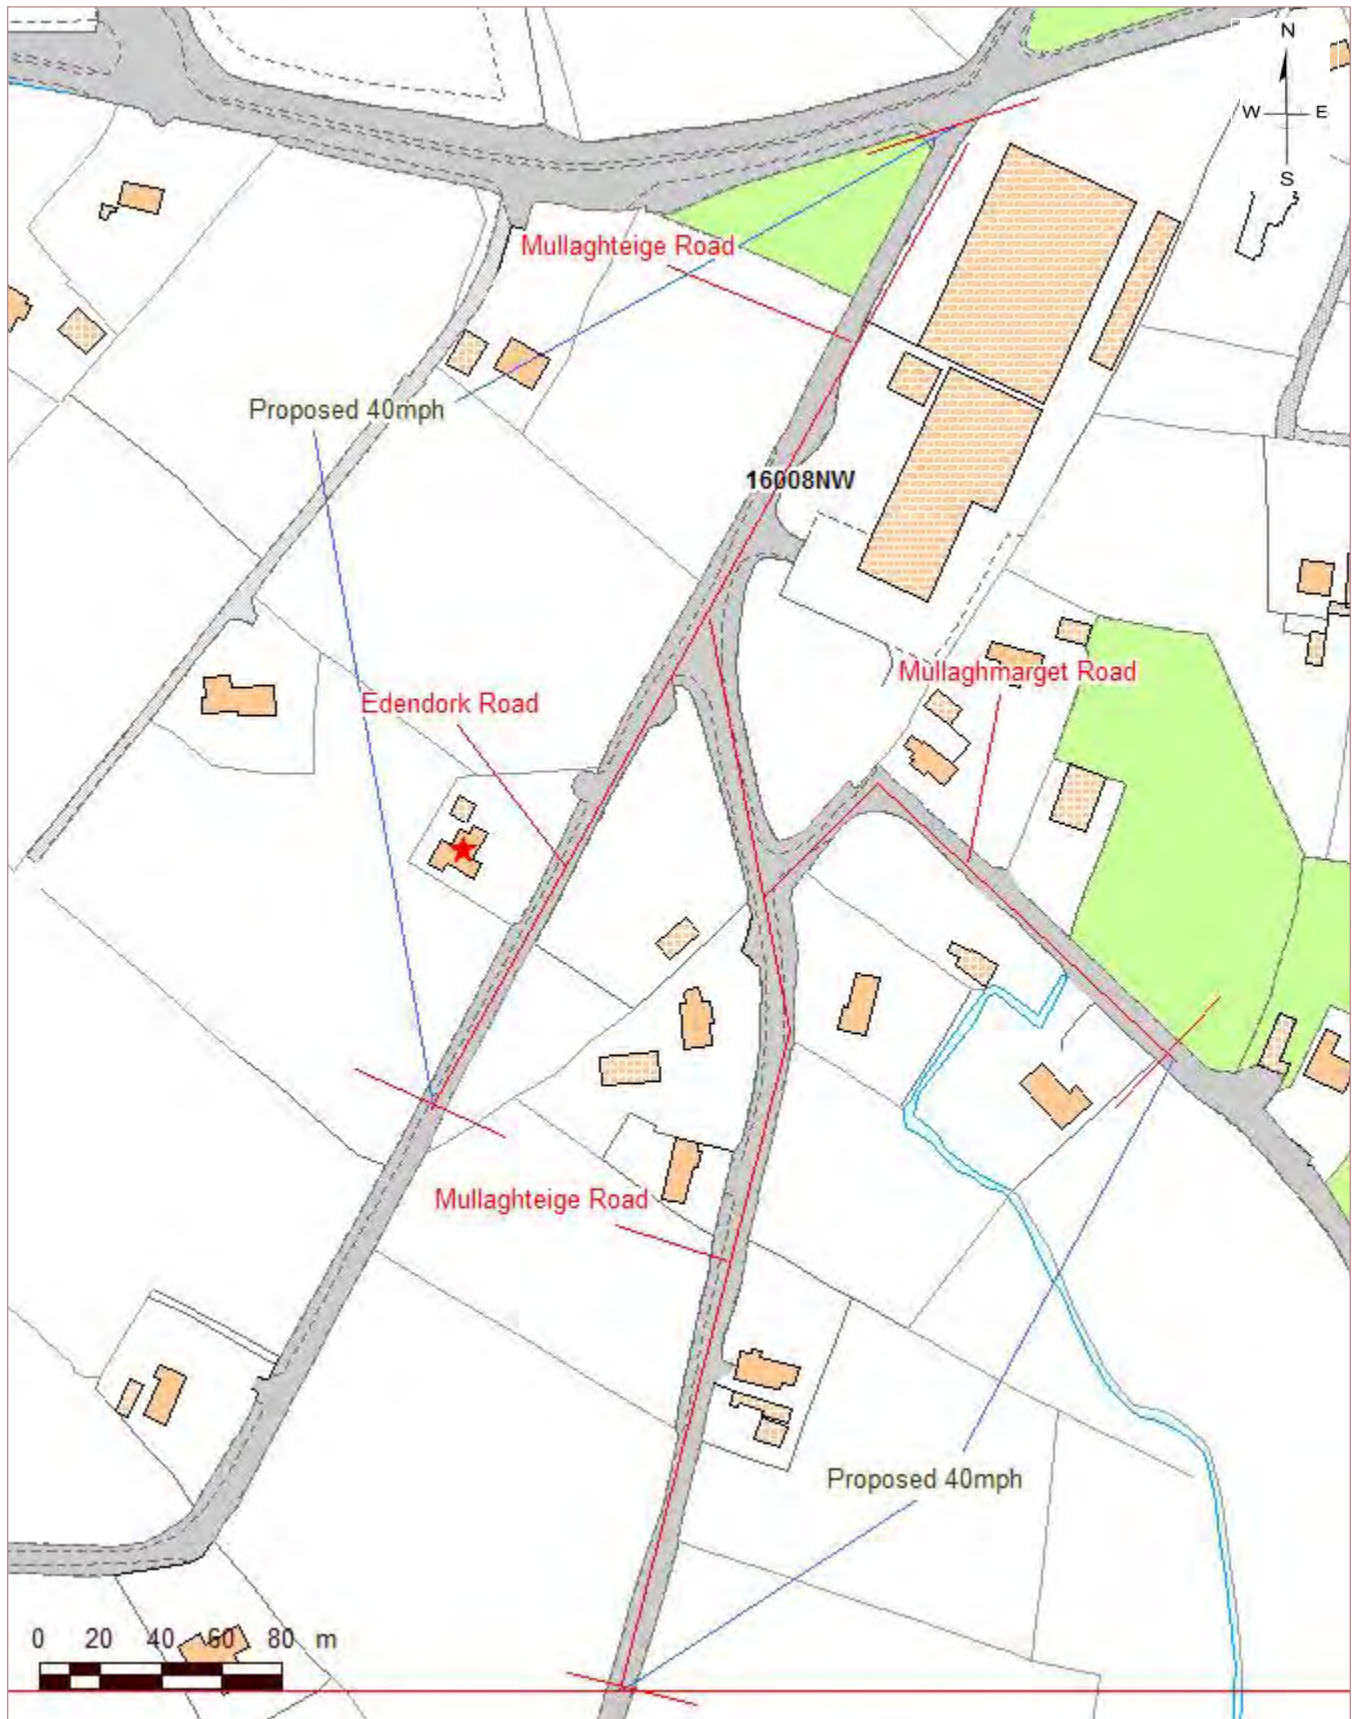 N
W E
S
Mullaghteige Road
Proposed 40mph
16008NW
Mullaghmarget Road
Edendork Road
Mullaghteige Road
Proposed 40mph
0 20 40 60 80 m